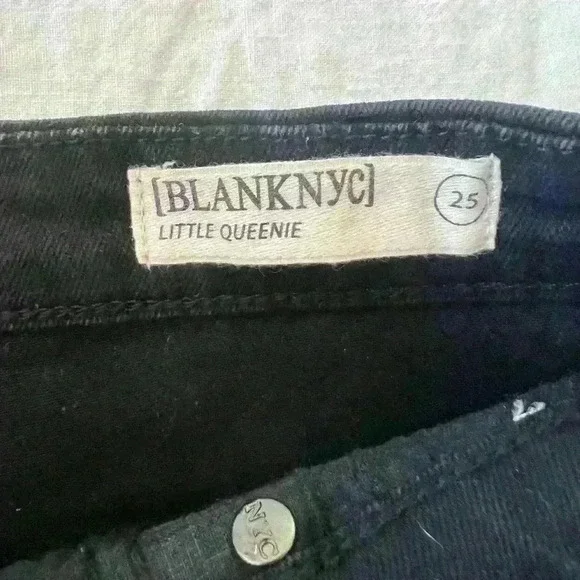 [BLANKNYC]
LITTLE QUEENIE
25
NYC